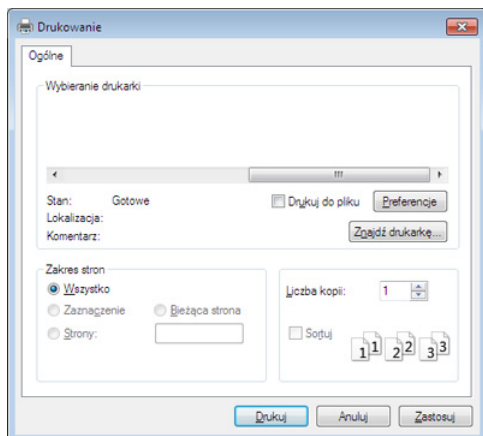 Drukowanie
Ogólne
Wybieranie drukarki
Stan: Gotowe
Drukuj do pliku
Preferencje
Lokalizacja:
Komentarz:
Znajdź drukarkę...
Zakres stron
Wszystko
Zaznaczenie
Bieżąca strona
Strony:
Liczba kopii: 1
Sortuj
1 1 2 2 3 3
Drukuj
Anuluj
Zastosuj